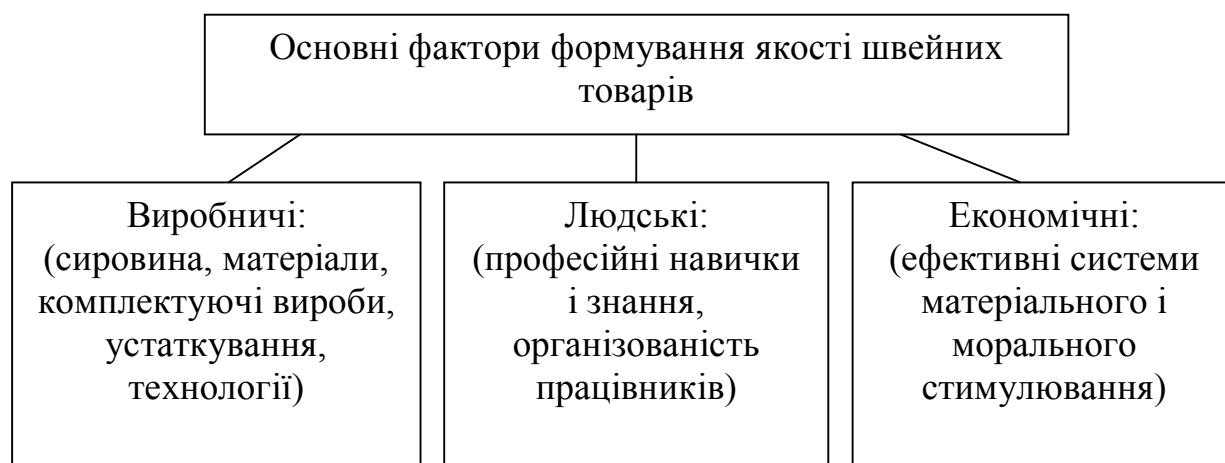 Основні фактори формування якості швейних
товарів
Виробничі:
(сировина, матеріали,
комплектуючі вироби,
устаткування,
технології)
Людські:
(професійні навички
і знання,
організованість
працівників)
Економічні:
(ефективні системи
матеріального і
морального
стимулювання)